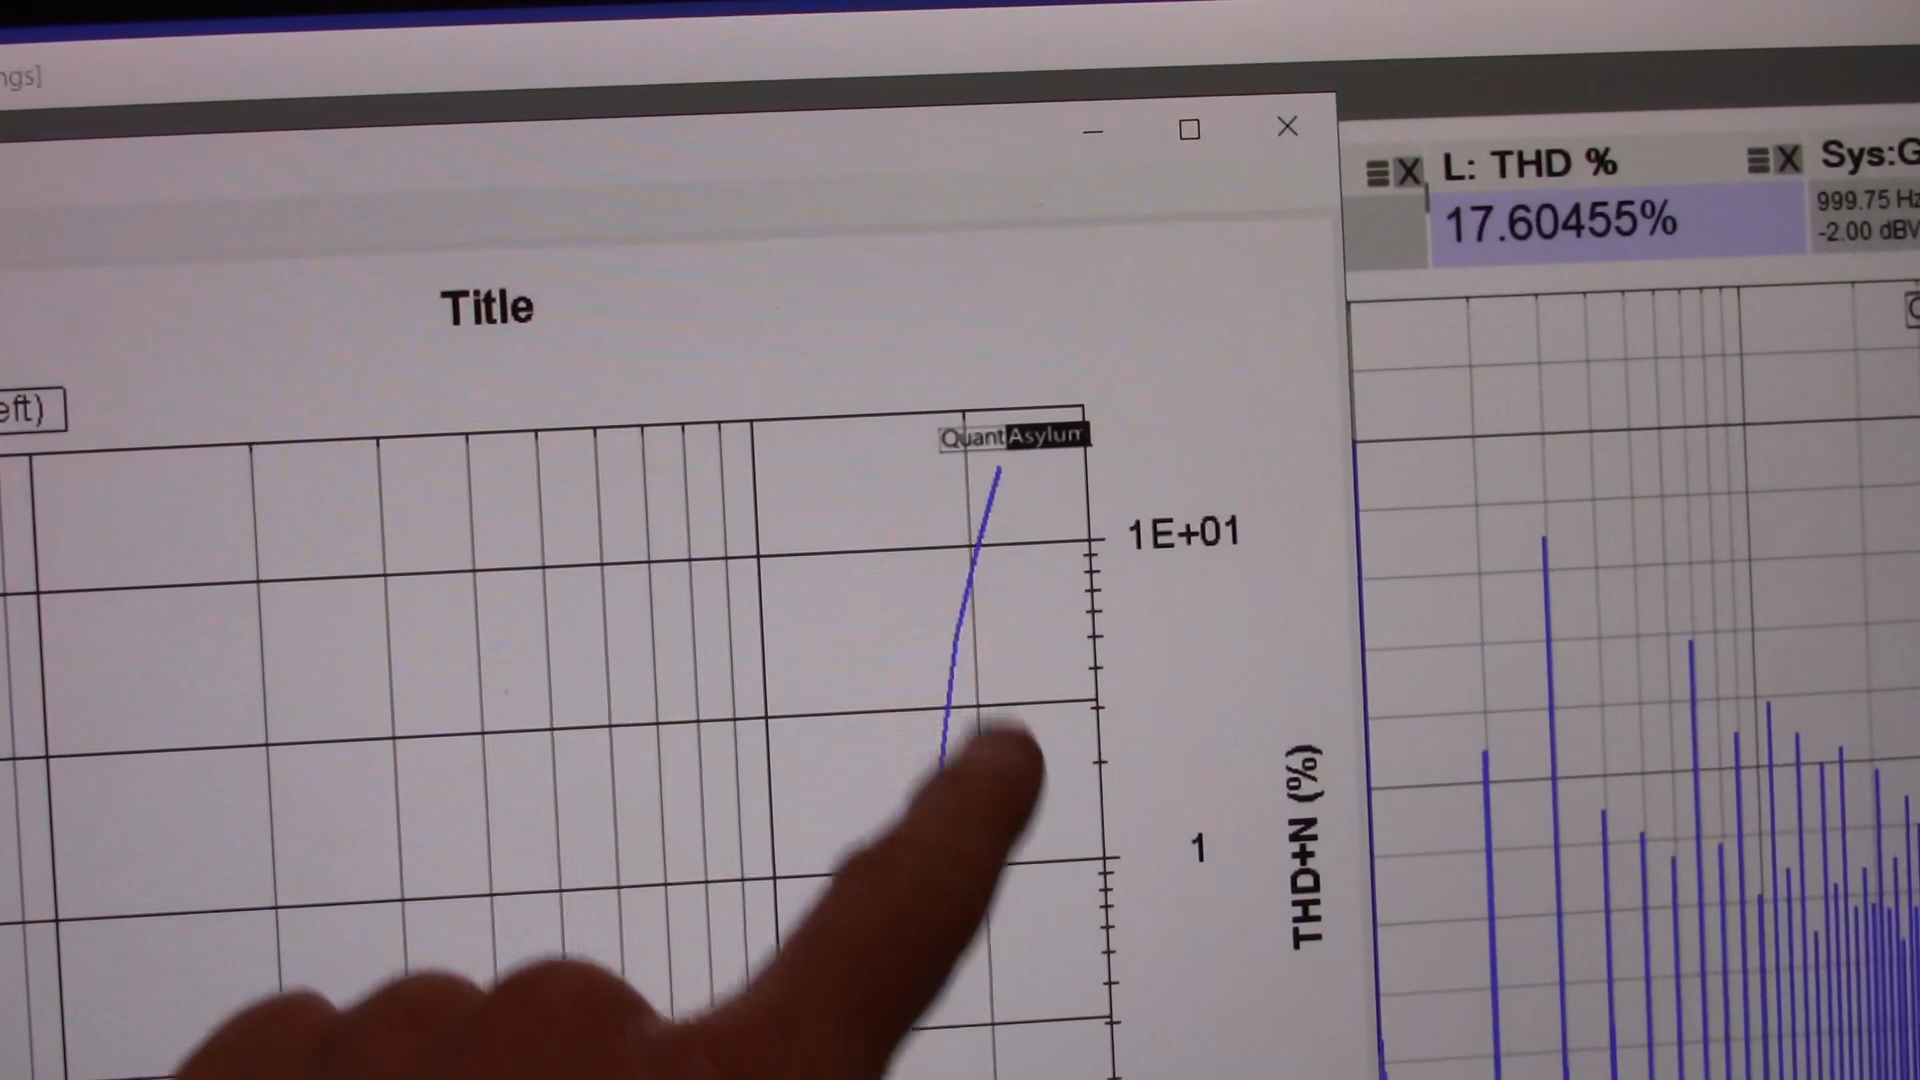 ngs]
L: THD %
17.60455%
Sys:G
999.75 Hz
-2.00 dBV
Title
eft)
QuantAsylum
1E+01
1
THD+N (%)